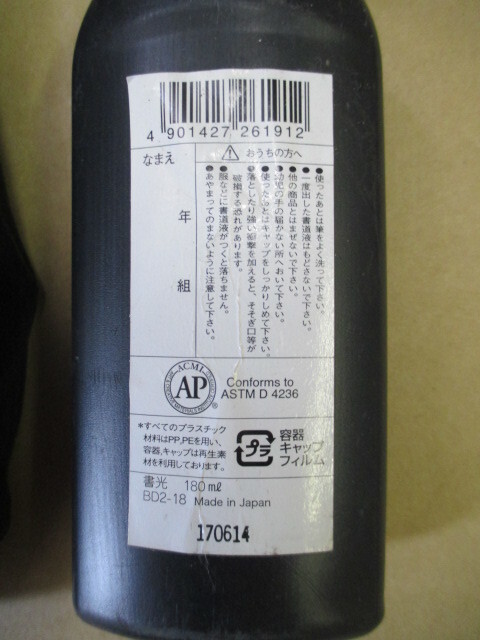 4 901427 261912
なまえ
年
組
⚠ おうちの方へ
●使ったあとは筆をよく洗って下さい。
●一度出した書道液はもどさないで下さい。
●他の商品とはまぜないで下さい。
●幼児の手の届かない所へおいて下さい。
●使ったあとはキャップをしっかりしめて下さい。
●落としたり強い衝撃を加えると、そそぎ口等が
破損する恐れがあります。
●服などに書道液がつくと落ちません。
●あやまってのまないように注意して下さい。
ACMI
AP
®
Conforms to
ASTM D 4236
*すべてのプラスチック
材料はPP,PEを用い、
容器,キャップは再生素
材を利用しております。
プラ
容器
キャップ
フィルム
書光 180ml
BD2-18 Made in Japan
170614